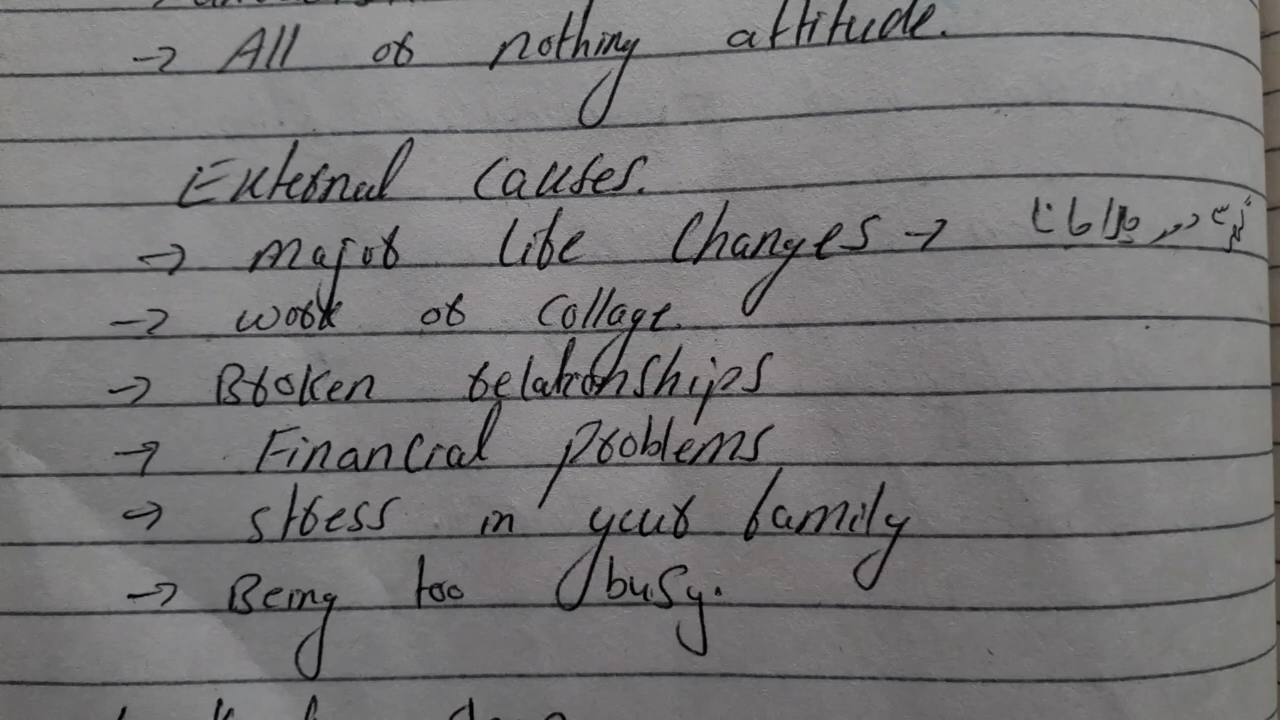 → All or nothing attitude.
External causes.
→ major life changes →
→ work or collage.
→ Broken relationships
→ Financial problems
→ stress in your family
→ Being too busy.